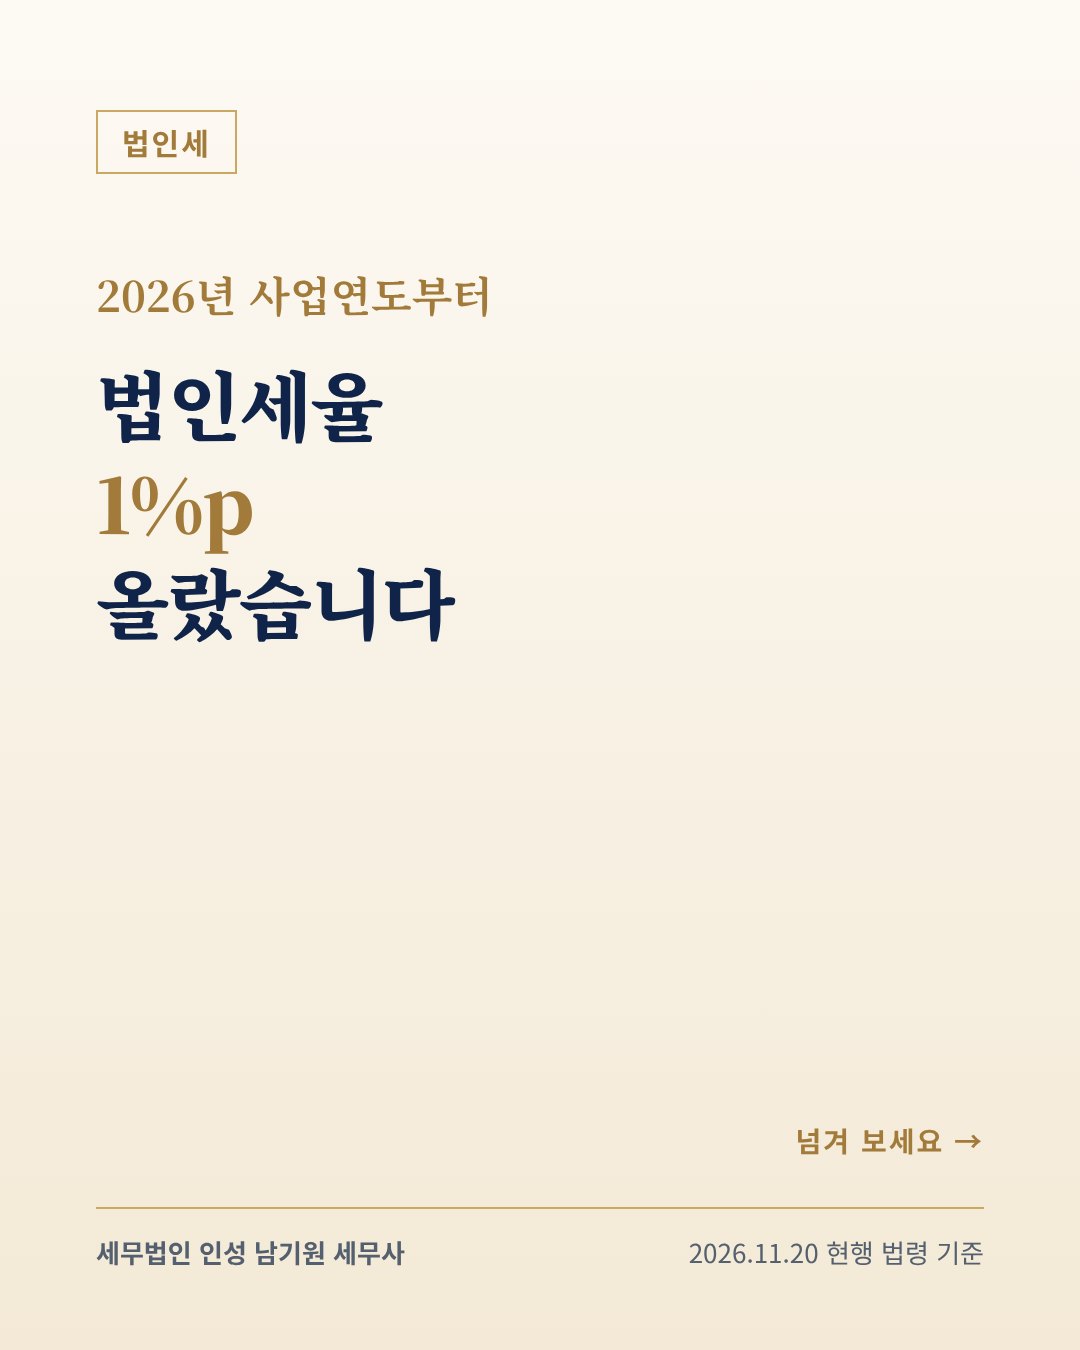 법인세
2026년 사업연도부터
법인세율
1%p
올랐습니다
넘겨 보세요 →
세무법인 인성 남기원 세무사
2026.11.20 현행 법령 기준